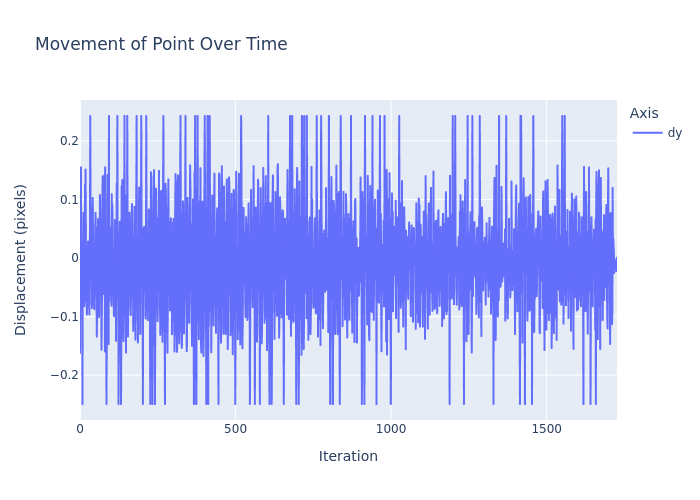 Movement of Point Over Time
Axis
dy
Displacement (pixels)
0.2
0.1
0
−0.1
−0.2
0
500
1000
1500
Iteration